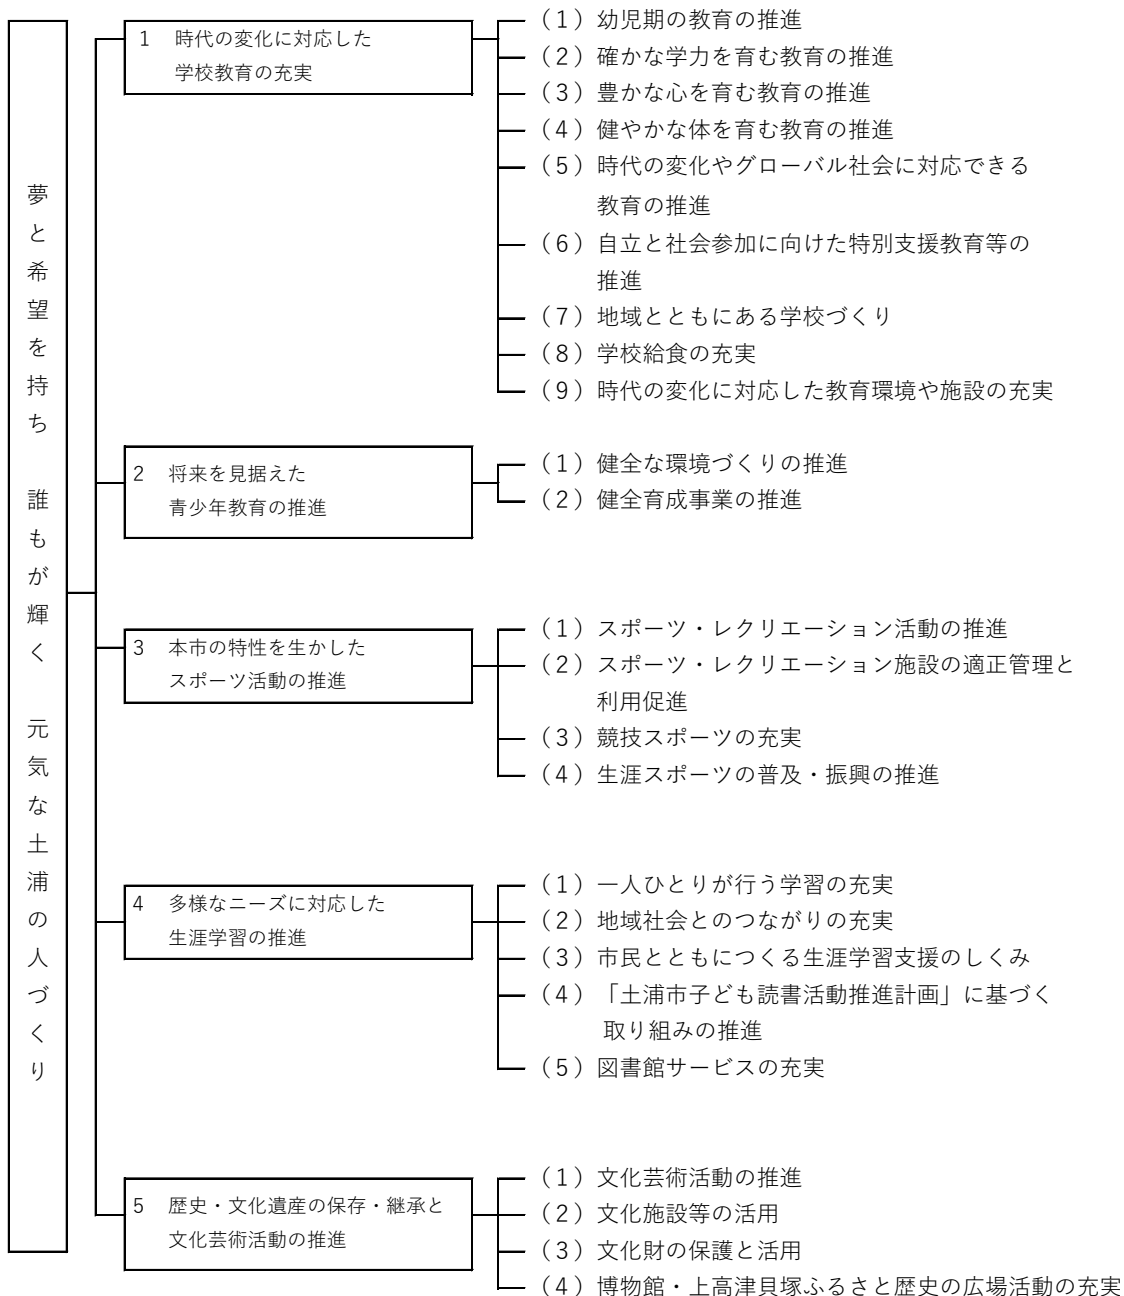 夢と希望を持ち 誰もが輝く 元気な土浦の人づくり
1 時代の変化に対応した
学校教育の充実
（1）幼児期の教育の推進
（2）確かな学力を育む教育の推進
（3）豊かな心を育む教育の推進
（4）健やかな体を育む教育の推進
（5）時代の変化やグローバル社会に対応できる
教育の推進
（6）自立と社会参加に向けた特別支援教育等の
推進
（7）地域とともにある学校づくり
（8）学校給食の充実
（9）時代の変化に対応した教育環境や施設の充実
2 将来を見据えた
青少年教育の推進
（1）健全な環境づくりの推進
（2）健全育成事業の推進
3 本市の特性を生かした
スポーツ活動の推進
（1）スポーツ・レクリエーション活動の推進
（2）スポーツ・レクリエーション施設の適正管理と
利用促進
（3）競技スポーツの充実
（4）生涯スポーツの普及・振興の推進
4 多様なニーズに対応した
生涯学習の推進
（1）一人ひとりが行う学習の充実
（2）地域社会とのつながりの充実
（3）市民とともにつくる生涯学習支援のしくみ
（4）「土浦市子ども読書活動推進計画」に基づく
取り組みの推進
（5）図書館サービスの充実
5 歴史・文化遺産の保存・継承と
文化芸術活動の推進
（1）文化芸術活動の推進
（2）文化施設等の活用
（3）文化財の保護と活用
（4）博物館・上高津貝塚ふるさと歴史の広場活動の充実